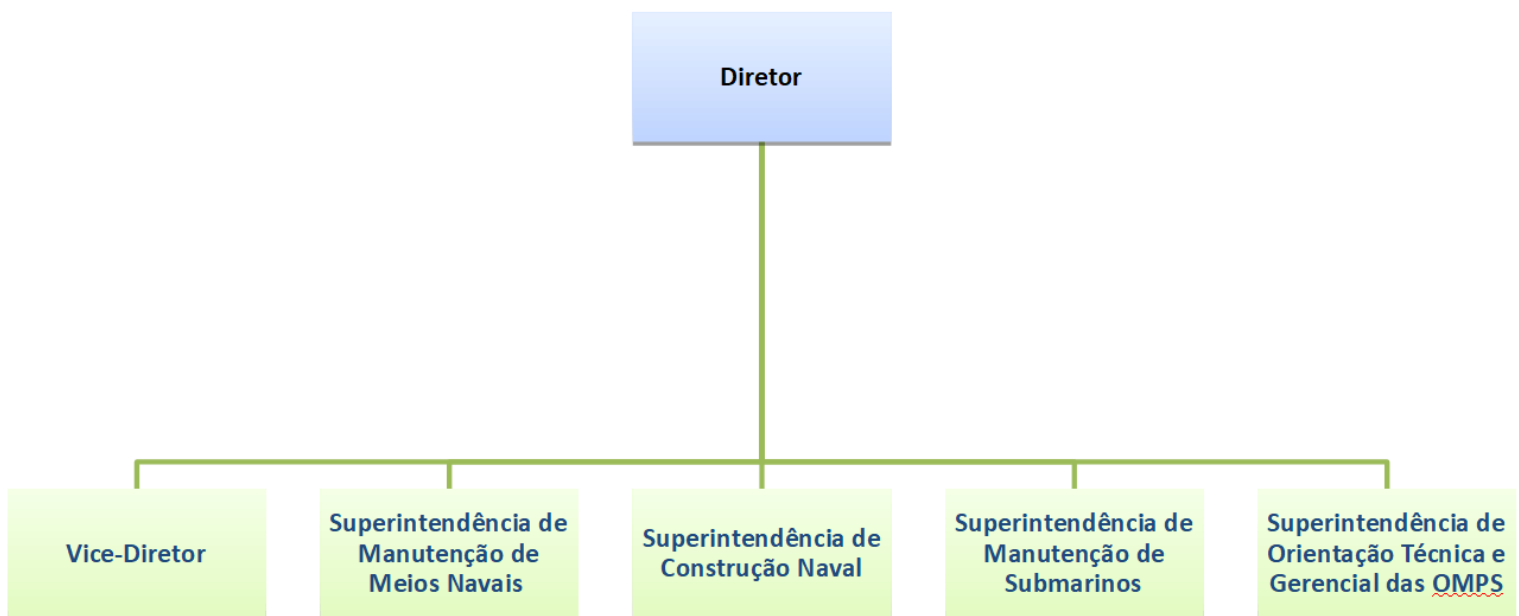 Diretor
Vice-Diretor
Superintendência de
Manutenção de
Meios Navais
Superintendência de
Construção Naval
Superintendência de
Manutenção de
Submarinos
Superintendência de
Orientação Técnica e
Gerencial das OMPS